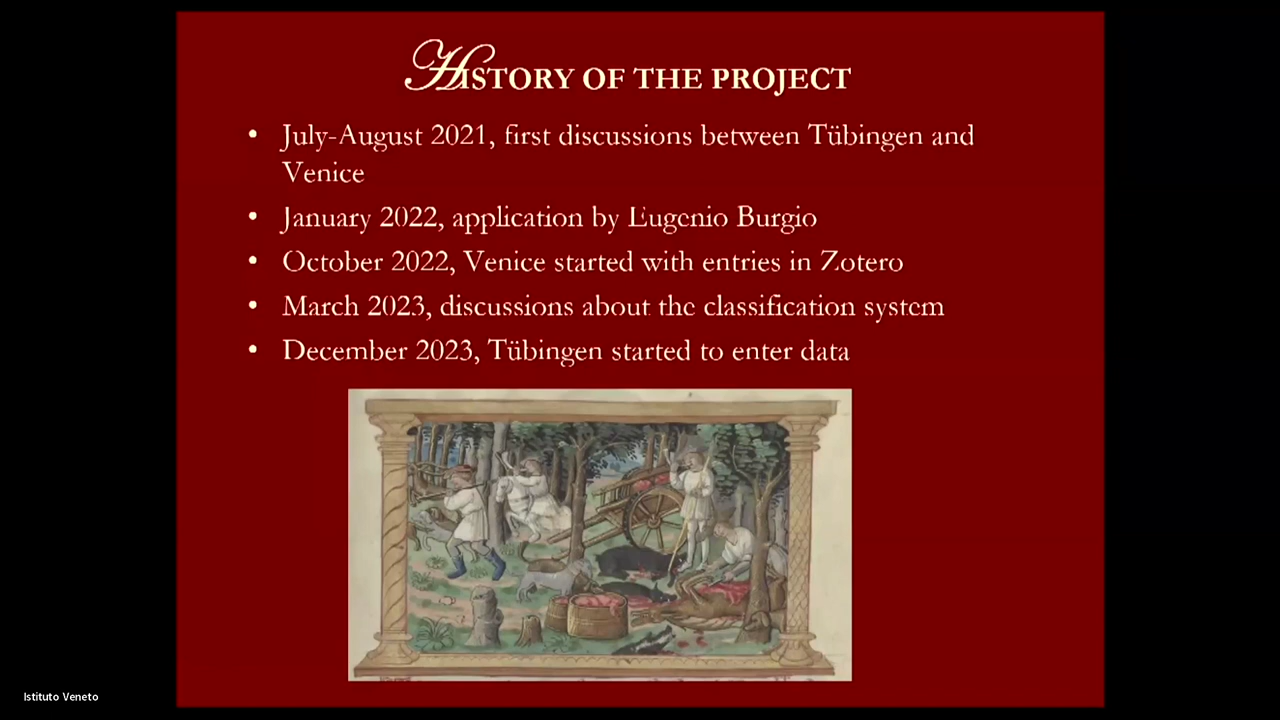 HISTORY OF THE PROJECT
• July-August 2021, first discussions between Tübingen and
Venice
• January 2022, application by Eugenio Burgio
• October 2022, Venice started with entries in Zotero
• March 2023, discussions about the classification system
• December 2023, Tübingen started to enter data
Istituto Veneto